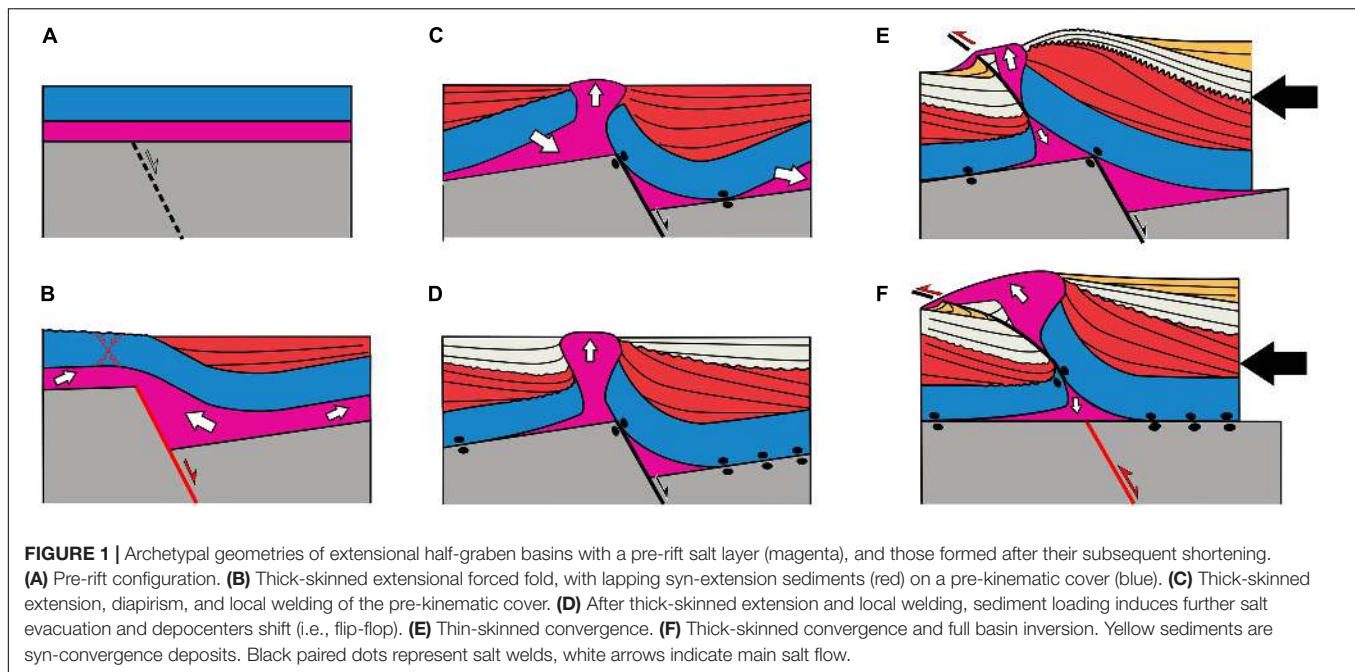 A
C
E
B
D
F
FIGURE 1 | Archetypal geometries of extensional half-graben basins with a pre-rift salt layer (magenta), and those formed after their subsequent shortening.
(A) Pre-rift configuration. (B) Thick-skinned extensional forced fold, with lapping syn-extension sediments (red) on a pre-kinematic cover (blue). (C) Thick-skinned
extension, diapirism, and local welding of the pre-kinematic cover. (D) After thick-skinned extension and local welding, sediment loading induces further salt
evacuation and depocenters shift (i.e., flip-flop). (E) Thin-skinned convergence. (F) Thick-skinned convergence and full basin inversion. Yellow sediments are
syn-convergence deposits. Black paired dots represent salt welds, white arrows indicate main salt flow.